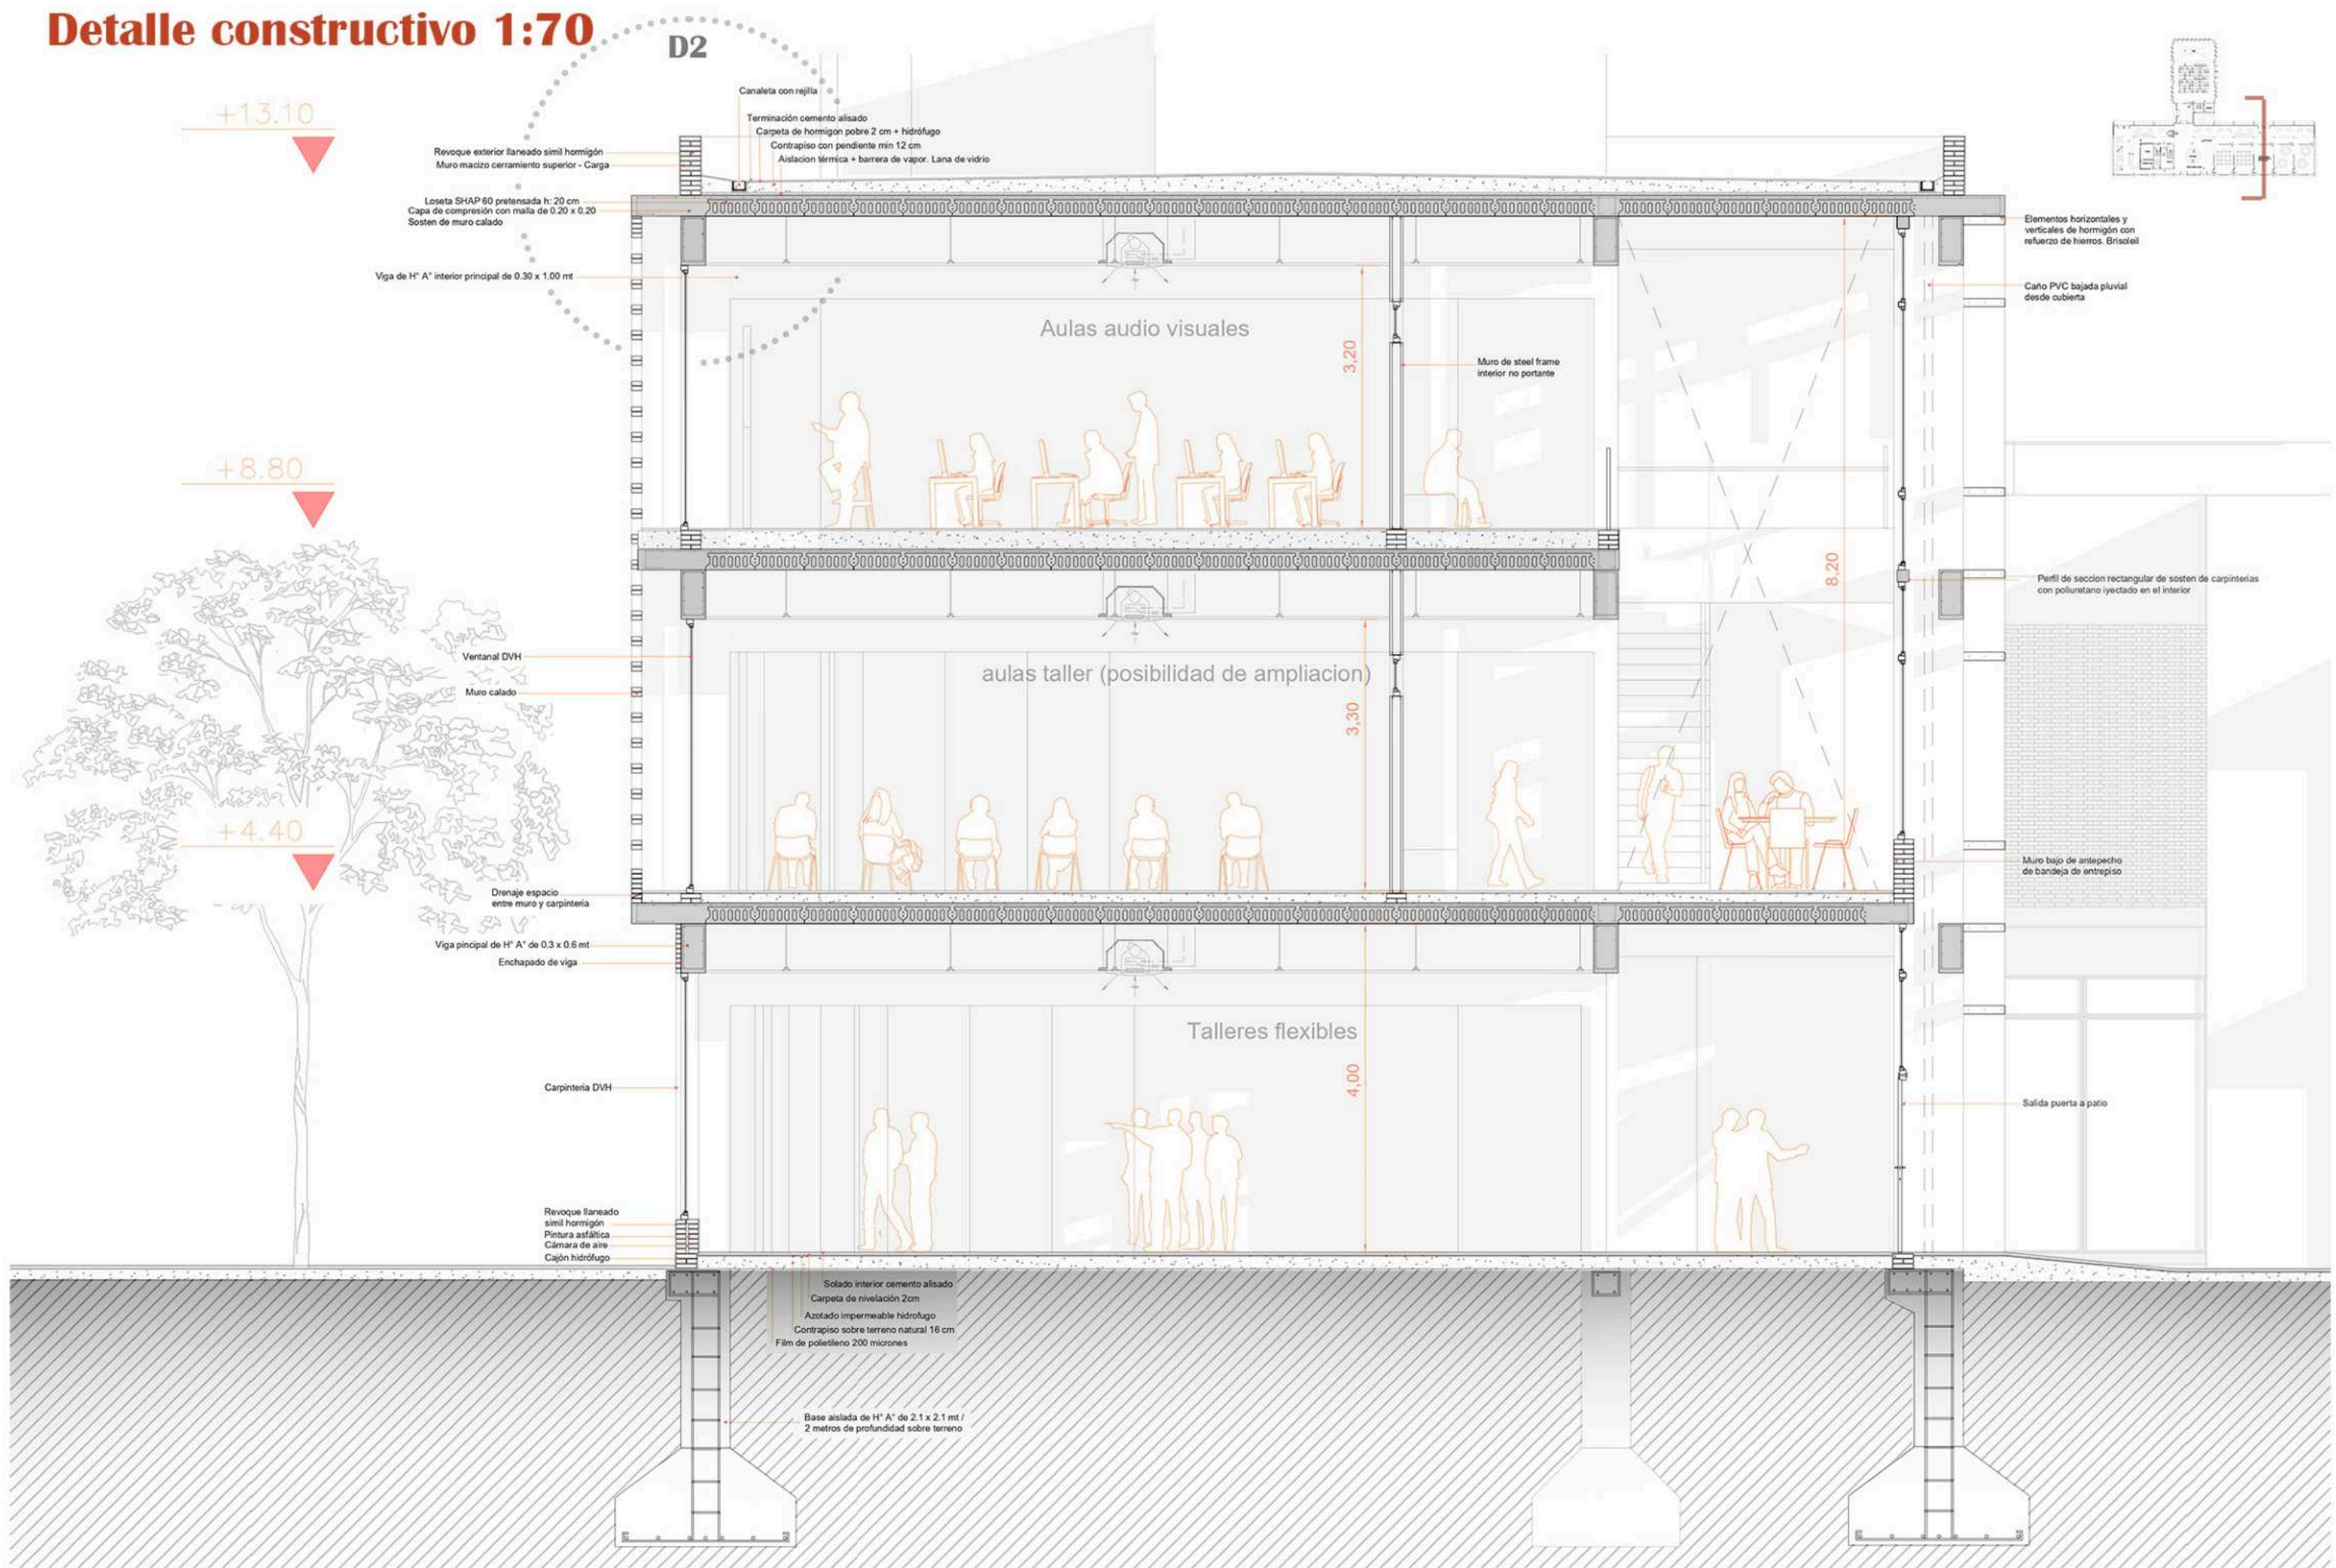 Detalle constructivo 1:70
D2
+13.10
Canaleta con rejilla
Terminación cemento alisado
Carpeta de hormigon pobre 2 cm + hidrófugo
Contrapiso con pendiente min 12 cm
Aislacion térmica + barrera de vapor. Lana de vidrio
Revoque exterior llaneado simil hormigón
Muro macizo cerramiento superior - Carga
Loseta SHAP 60 pretensada h: 20 cm
Capa de compresión con malla de 0.20 x 0.20
Sosten de muro calado
Viga de H° A° interior principal de 0.30 x 1.00 mt
Elementos horizontales y
verticales de hormigón con
refuerzo de hierros. Brisoleil
Caño PVC bajada pluvial
desde cubierta
Aulas audio visuales
3,20
Muro de steel frame
interior no portante
+8.80
8,20
Perfil de seccion rectangular de sosten de carpinterias
con poliuretano iyectado en el interior
Ventanal DVH
Muro calado
aulas taller (posibilidad de ampliacion)
3,30
+4.40
Drenaje espacio
entre muro y carpintería
Muro bajo de antepecho
de bandeja de entrepiso
Viga pincipal de H° A° de 0.3 x 0.6 mt
Enchapado de viga
Talleres flexibles
4,00
Carpinteria DVH
Salida puerta a patio
Revoque llaneado
simil hormigón
Pintura asfáltica
Cámara de aire
Cajón hidrófugo
Solado interior cemento alisado
Carpeta de nivelación 2cm
Azotado impermeable hidrofugo
Contrapiso sobre terreno natural 16 cm
Film de polietileno 200 micrones
Base aislada de H° A° de 2.1 x 2.1 mt /
2 metros de profundidad sobre terreno